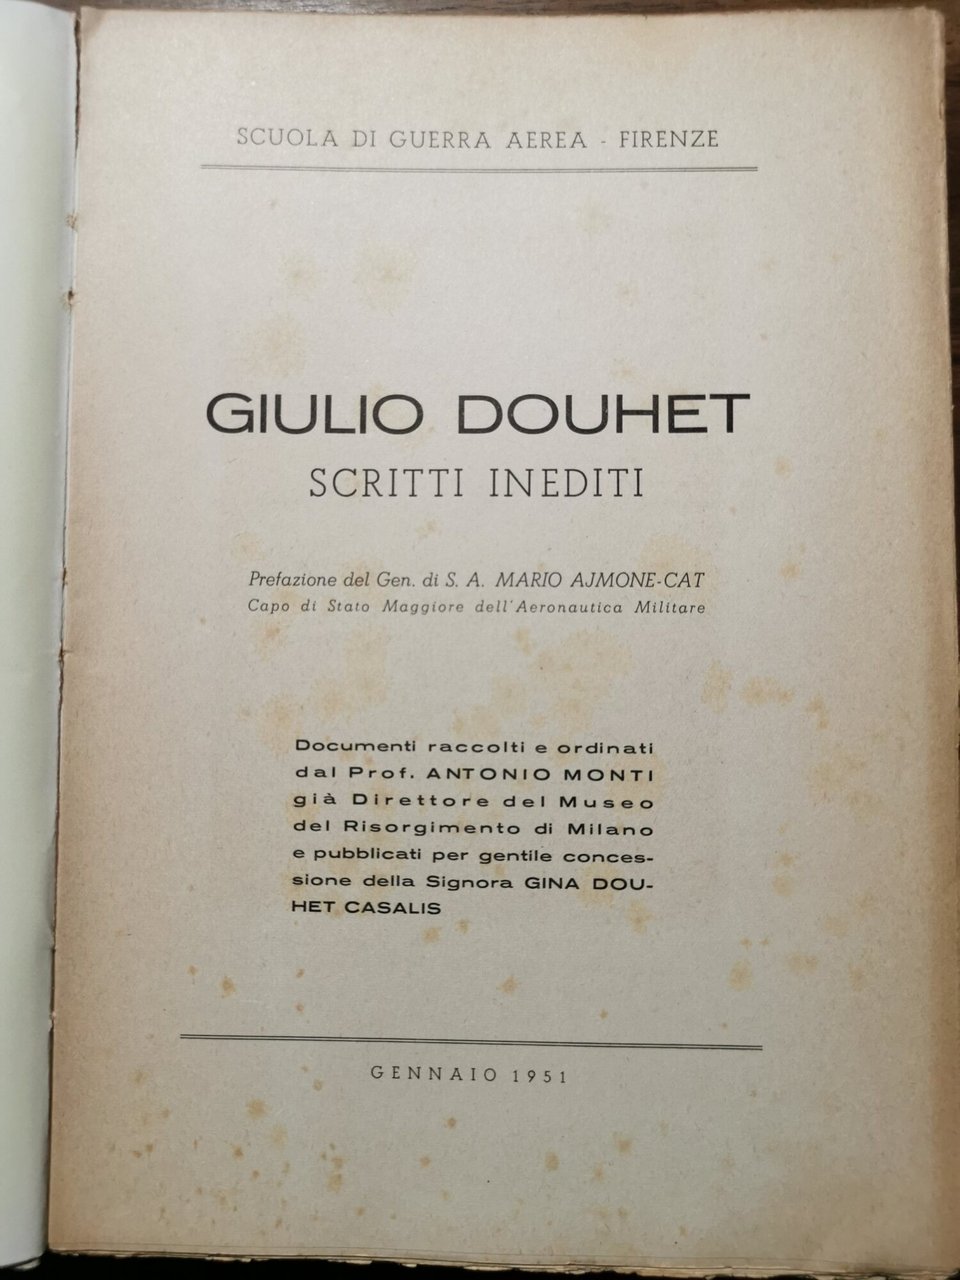 SCUOLA DI GUERRA AEREA - FIRENZE
GIULIO DOUHET
SCRITTI INEDITI
Prefazione del Gen. di S. A. MARIO AJMONE-CAT
Capo di Stato Maggiore dell'Aeronautica Militare
Documenti raccolti e ordinati
dal Prof. ANTONIO MONTI
già Direttore del Museo
del Risorgimento di Milano
e pubblicati per gentile conces-
sione della Signora GINA DOU-
HET CASALIS
GENNAIO 1951